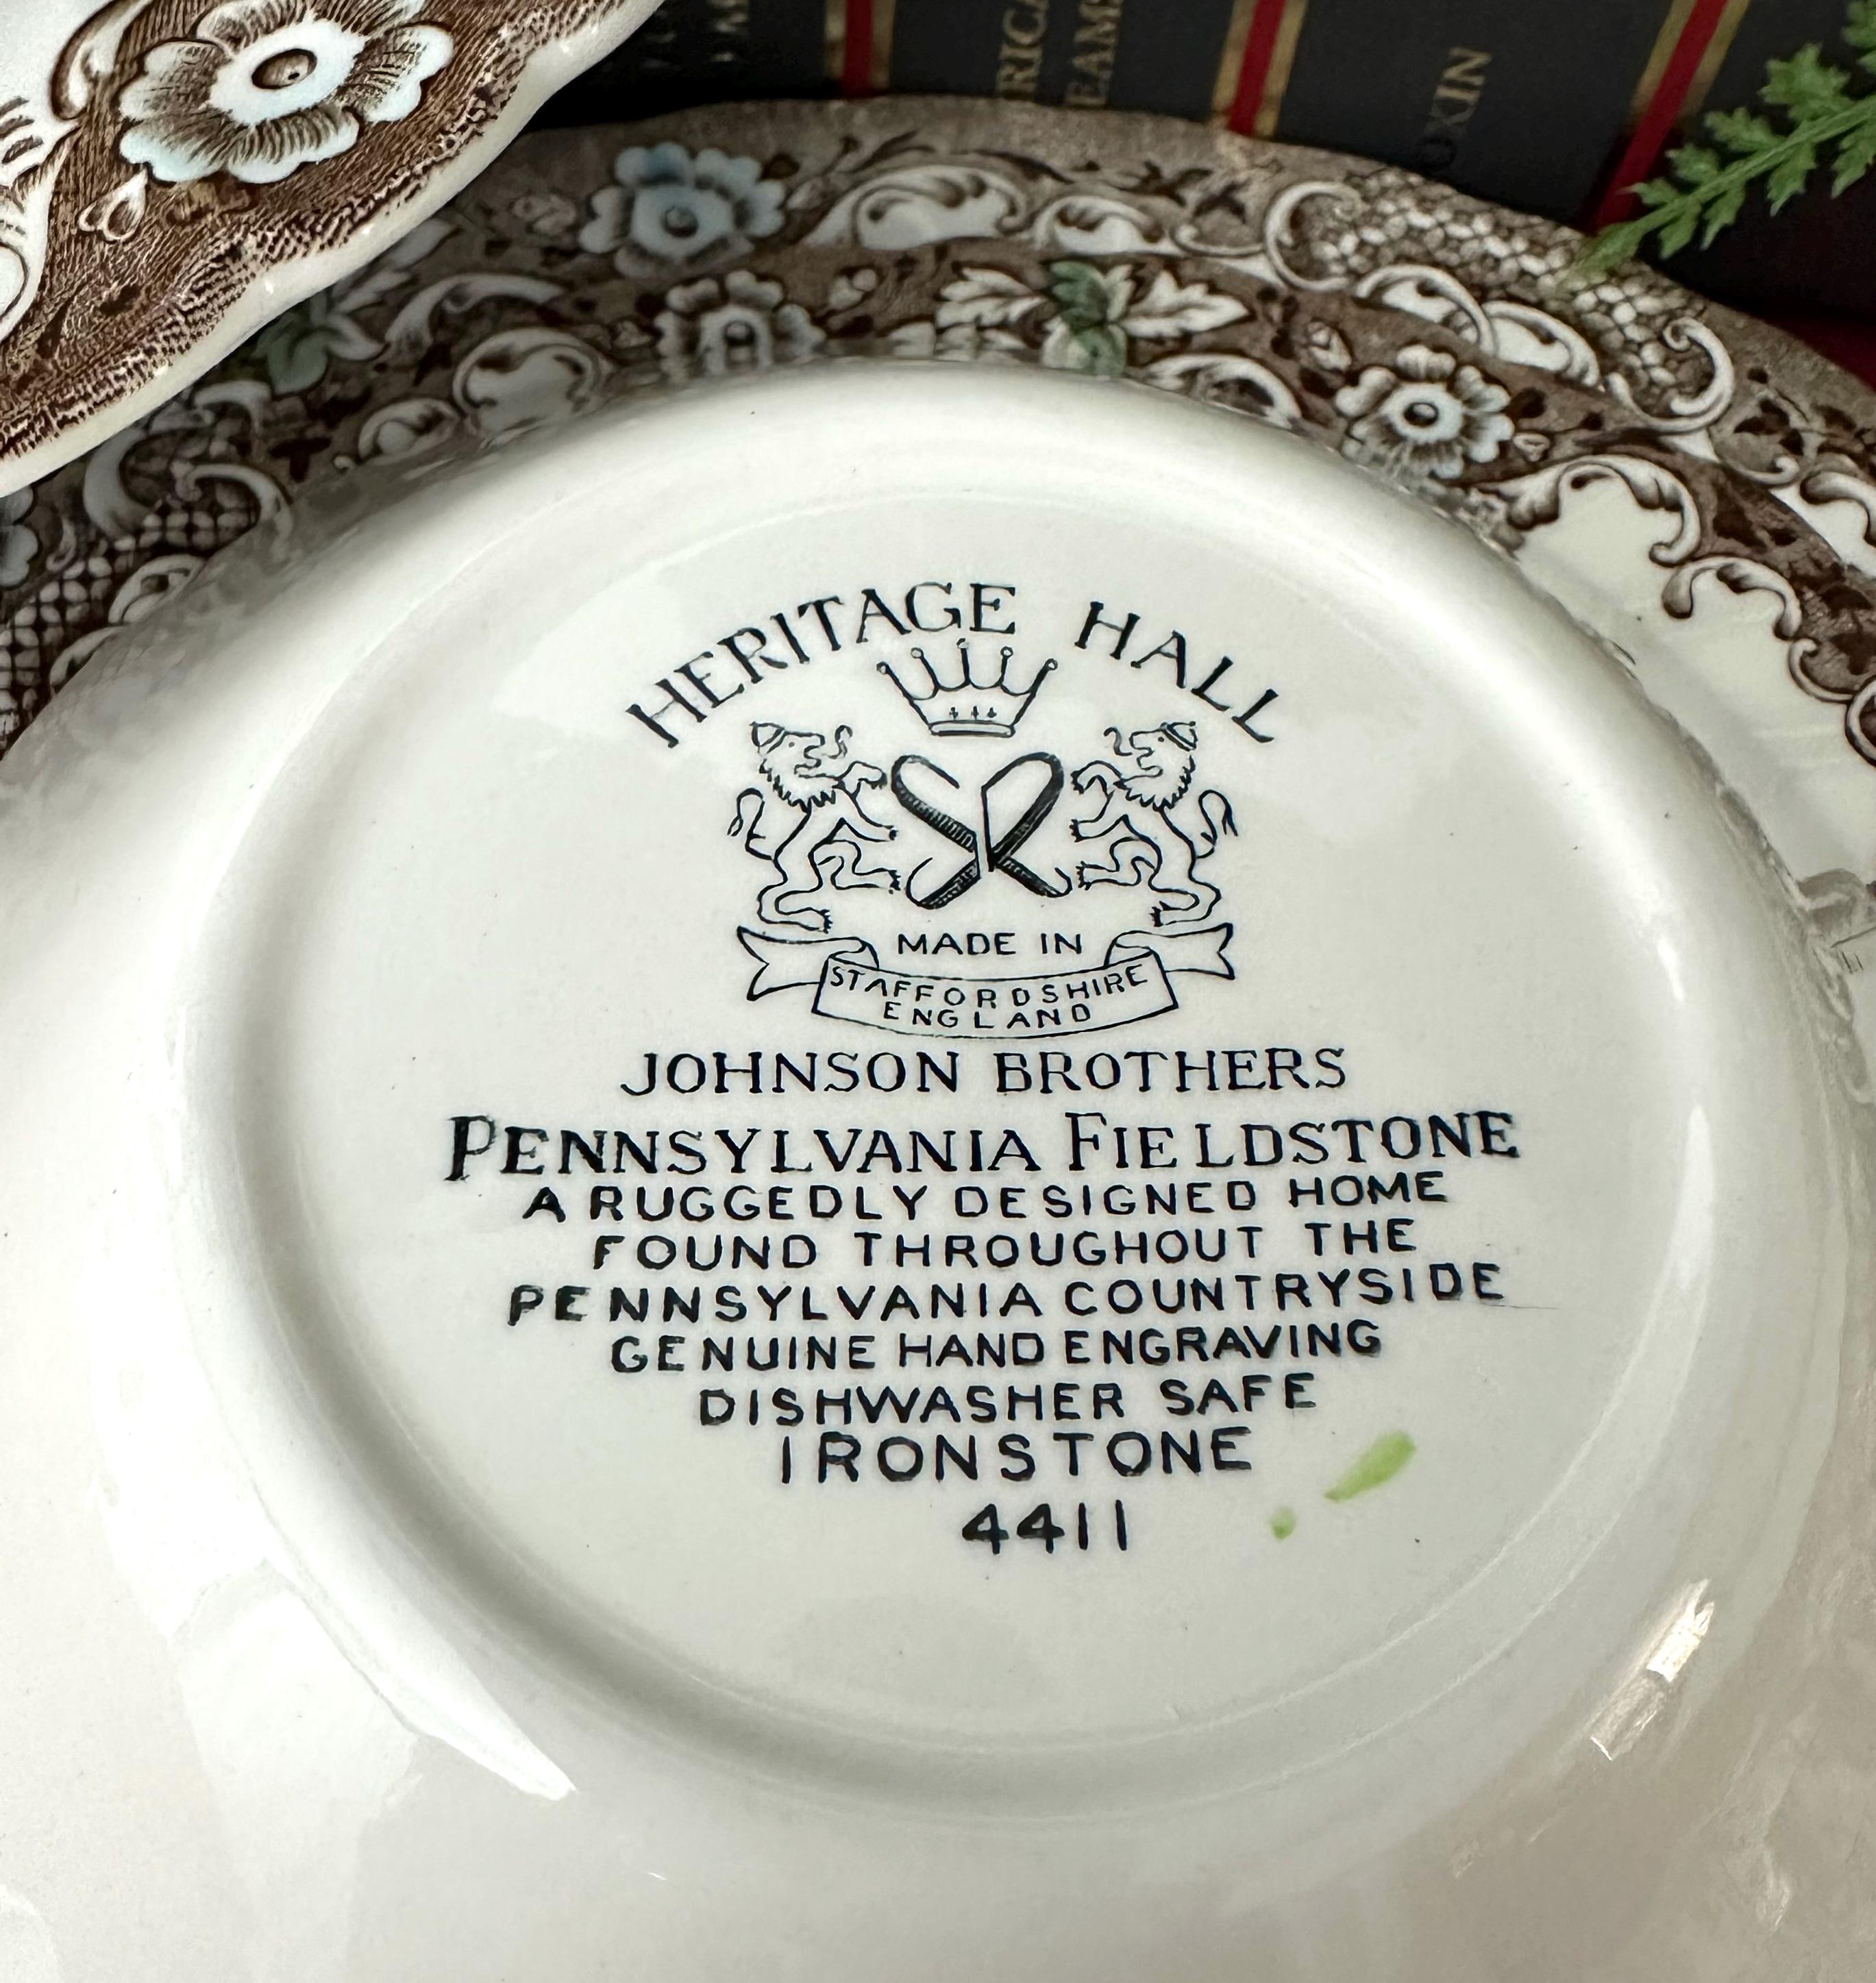 HERITAGE HALL
MADE IN
STAFFORDSHIRE
ENGLAND
JOHNSON BROTHERS
PENNSYLVANIA FIELDSTONE
A RUGGEDLY DESIGNED HOME
FOUND THROUGHOUT THE
PENNSYLVANIA COUNTRYSIDE
GENUINE HAND ENGRAVING
DISHWASHER SAFE
IRONSTONE
4411